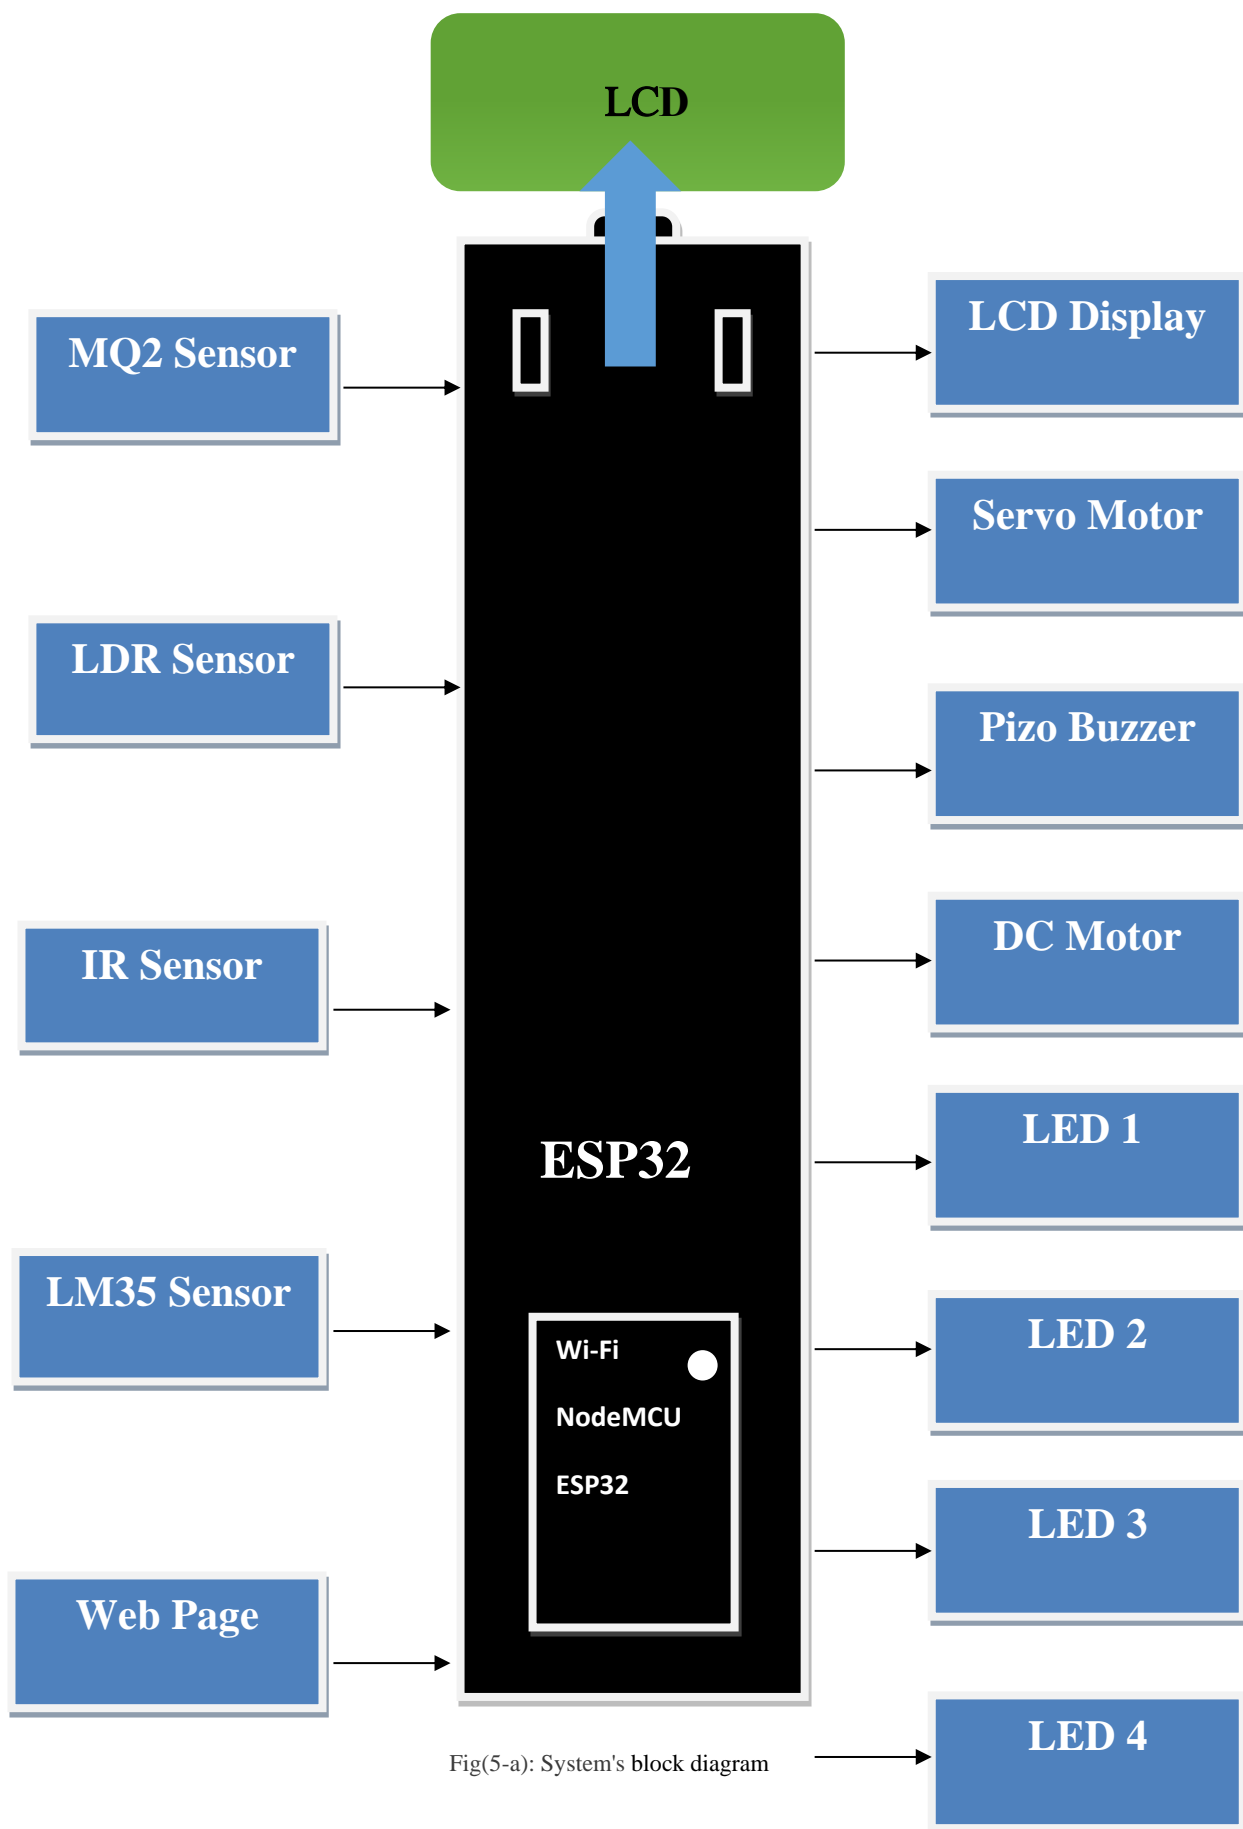 LCD
MQ2 Sensor
LDR Sensor
IR Sensor
LM35 Sensor
Web Page
ESP32
Wi-Fi
NodeMCU
ESP32
LCD Display
Servo Motor
Pizo Buzzer
DC Motor
LED 1
LED 2
LED 3
LED 4
Fig(5-a): System's block diagram